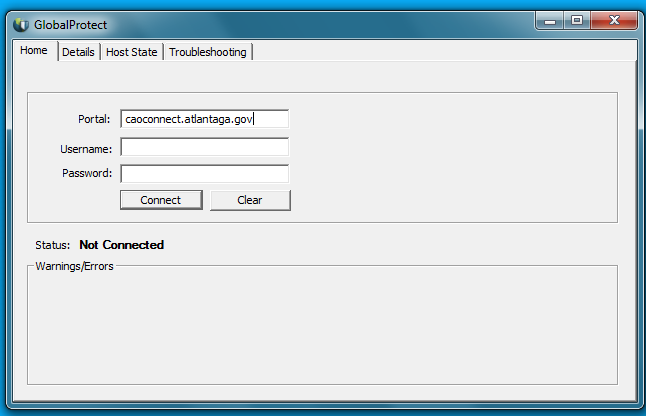 GlobalProtect
Home Details Host State Troubleshooting
Portal: caoconnect.atlantaga.gov
Username:
Password:
Connect Clear
Status: Not Connected
Warnings/Errors